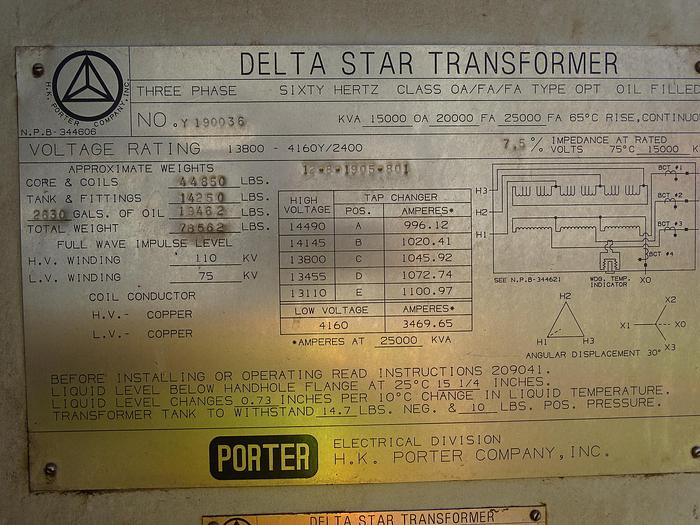 DELTA STAR TRANSFORMER
H.K. PORTER COMPANY, INC.
N.P.B-344606
THREE PHASE SIXTY HERTZ CLASS OA/FA/FA TYPE OPT OIL FILLED
NO. Y190036 KVA 15000 OA 20000 FA 25000 FA 65°C RISE, CONTINUO
VOLTAGE RATING 13800 - 4160Y/2400 7.5 % IMPEDANCE AT RATED VOLTS 75°C 15000 K
APPROXIMATE WEIGHTS
CORE & COILS 44850 LBS.
TANK & FITTINGS 14250 LBS.
2630 GALS. OF OIL 19462 LBS.
TOTAL WEIGHT 78562 LBS.
FULL WAVE IMPULSE LEVEL
H.V. WINDING 110 KV
L.V. WINDING 75 KV
COIL CONDUCTOR
H.V.- COPPER
L.V.- COPPER
12-8-1905-801
HIGH VOLTAGE TAP CHANGER
POS. AMPERES*
14490 A 996.12
14145 B 1020.41
13800 C 1045.92
13455 D 1072.74
13110 E 1100.97
LOW VOLTAGE AMPERES*
4160 3469.65
*AMPERES AT 25000 KVA
BCT #1
H3
BCT #2
H2
BCT #3
H1
BCT #4
SEE N.P.B-344621 WDG. TEMP. INDICATOR X0
H2 X2
X1 X0
H1 H3 X3
ANGULAR DISPLACEMENT 30°
BEFORE INSTALLING OR OPERATING READ INSTRUCTIONS 209041.
LIQUID LEVEL BELOW HANDHOLE FLANGE AT 25°C 15 1/4 INCHES.
LIQUID LEVEL CHANGES 0.73 INCHES PER 10°C CHANGE IN LIQUID TEMPERATURE.
TRANSFORMER TANK TO WITHSTAND 14.7 LBS. NEG. & 10 LBS. POS. PRESSURE.
PORTER ELECTRICAL DIVISION
H.K. PORTER COMPANY, INC.
DELTA STAR TRANSFORMER